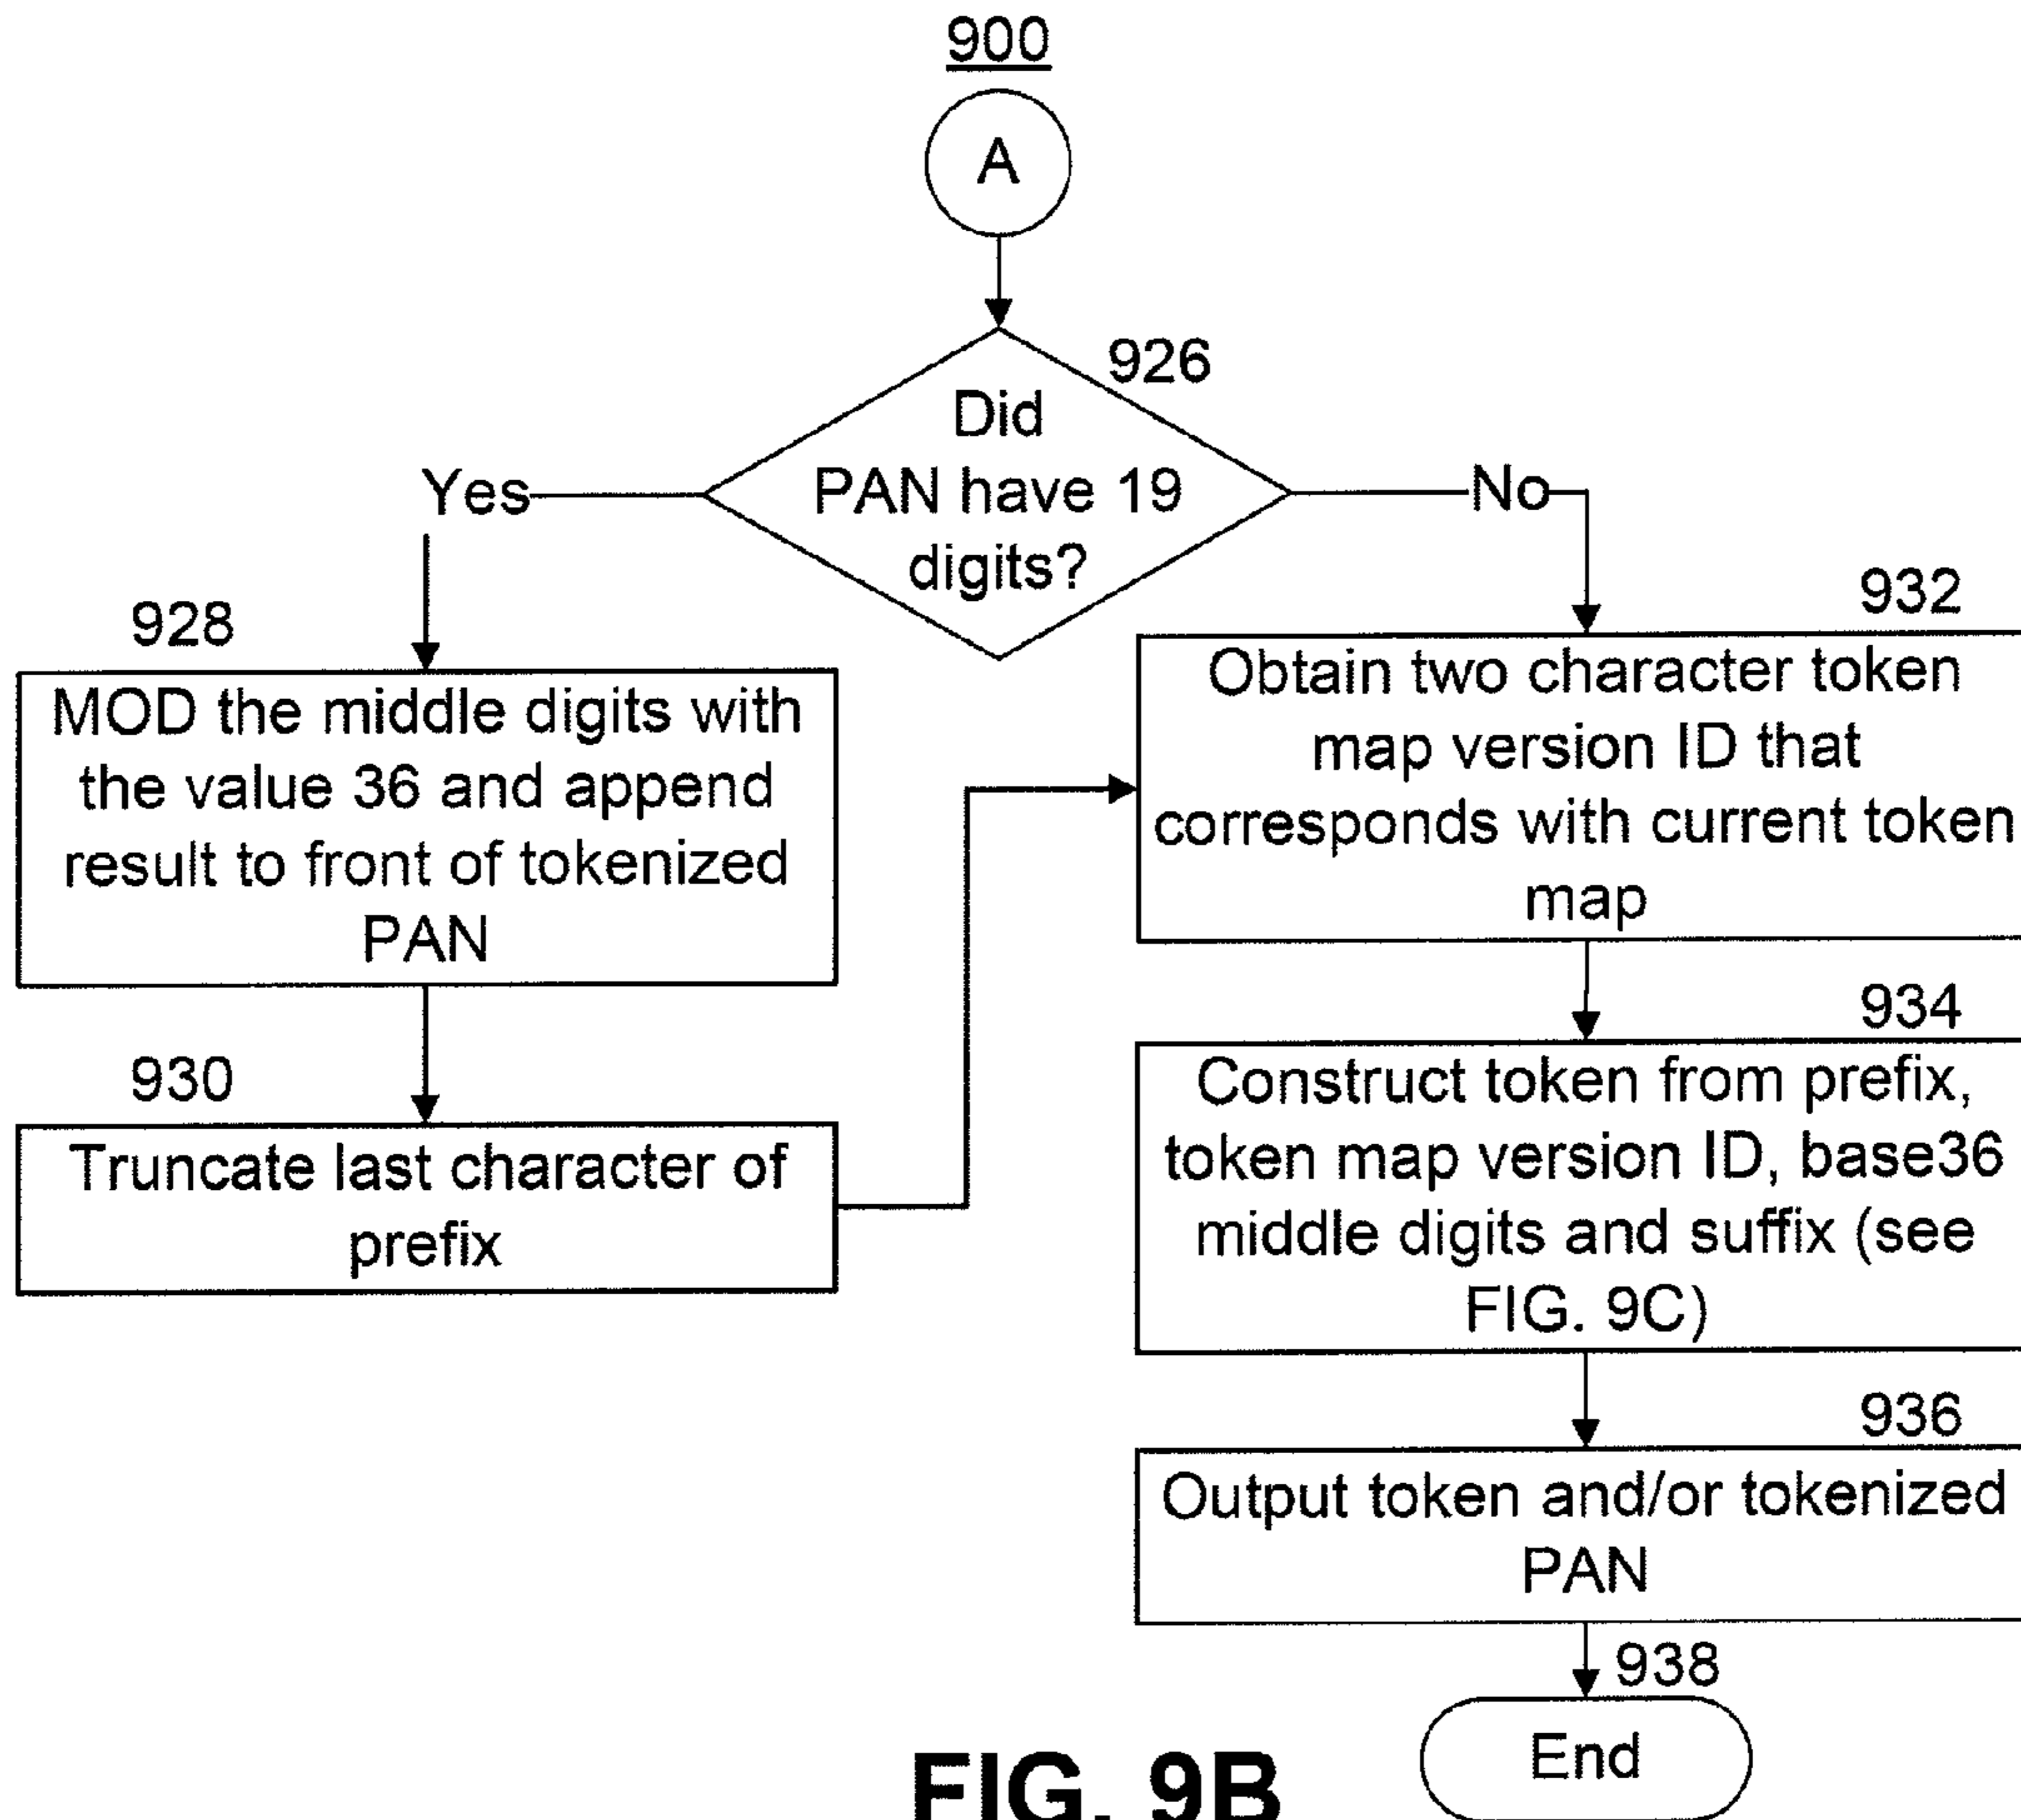 900
A
926
Did
PAN have 19
digits?
Yes
No
928
MOD the middle digits with
the value 36 and append
result to front of tokenized
PAN
930
Truncate last character of
prefix
932
Obtain two character token
map version ID that
corresponds with current token
map
934
Construct token from prefix,
token map version ID, base36
middle digits and suffix (see
FIG. 9C)
936
Output token and/or tokenized
PAN
938
End
FIG. 9B